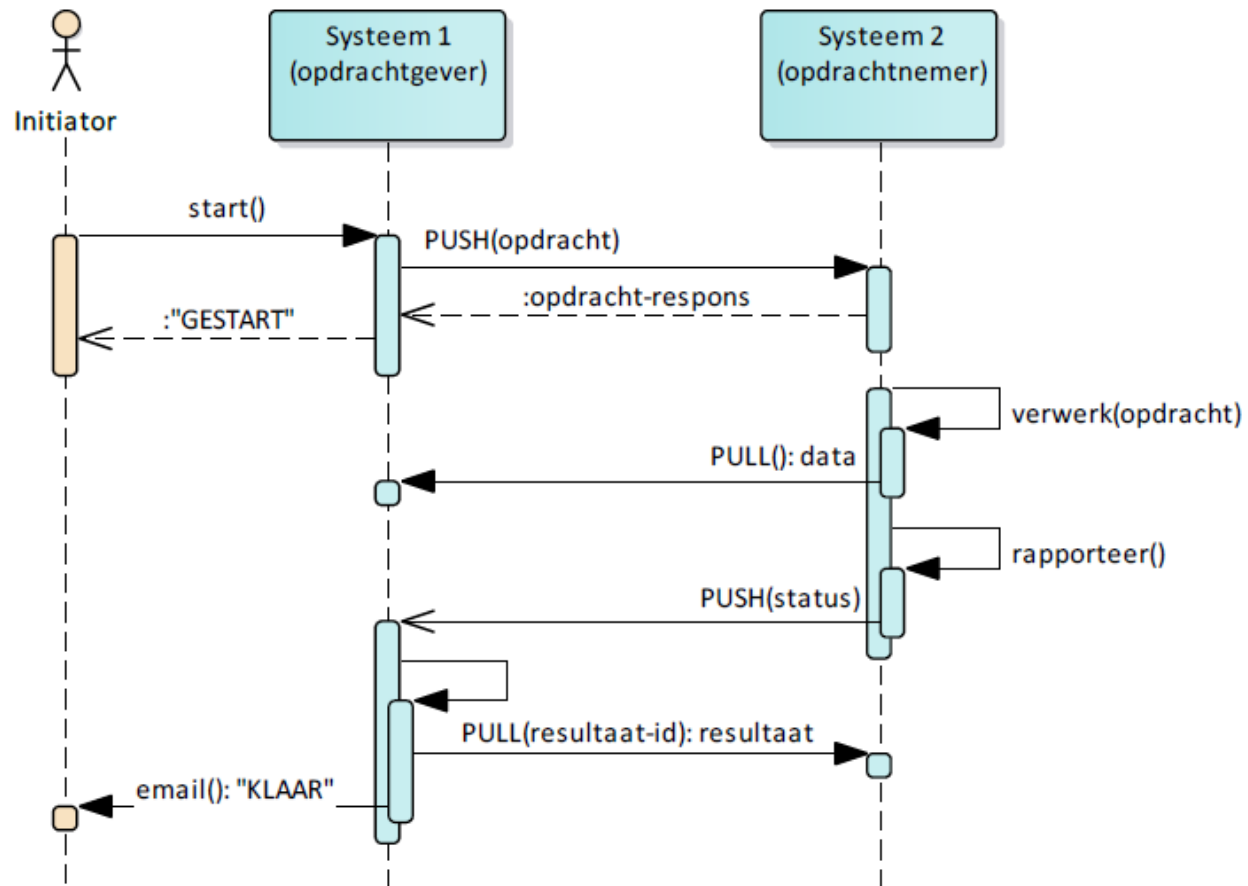 Systeem 1
(opdrachtgever)
Systeem 2
(opdrachtnemer)
Initiator
start()
PUSH(opdracht)
:opdracht-respons
:"GESTART"
verwerk(opdracht)
PULL(): data
rapporteer()
PUSH(status)
PULL(resultaat-id): resultaat
email(): "KLAAR"